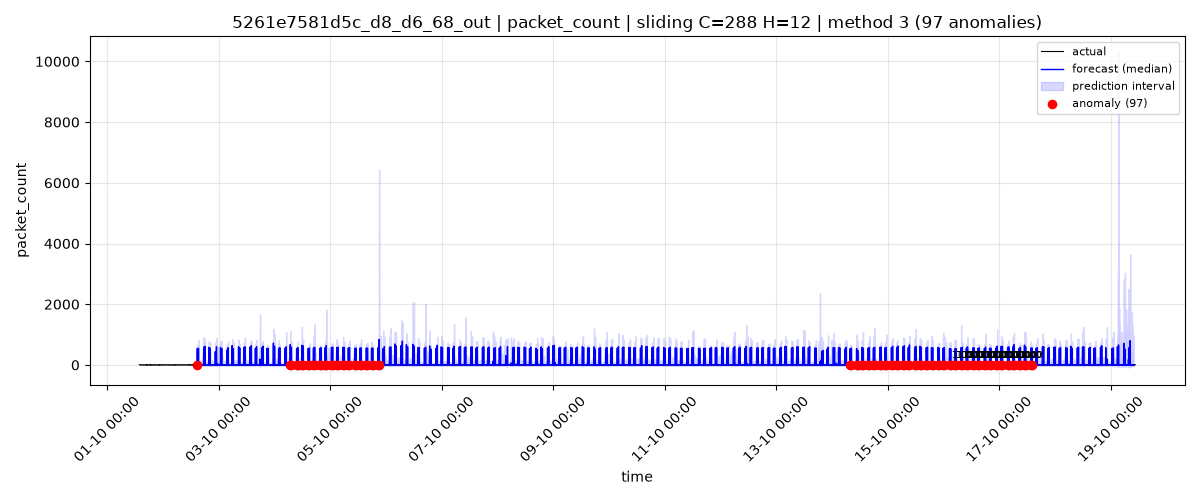 5261e7581d5c_d8_d6_68_out | packet_count | sliding C=288 H=12 | method 3 (97 anomalies)
actual
forecast (median)
prediction interval
anomaly (97)
packet_count
10000
8000
6000
4000
2000
0
01-10 00:00
03-10 00:00
05-10 00:00
07-10 00:00
09-10 00:00
11-10 00:00
13-10 00:00
15-10 00:00
17-10 00:00
19-10 00:00
time